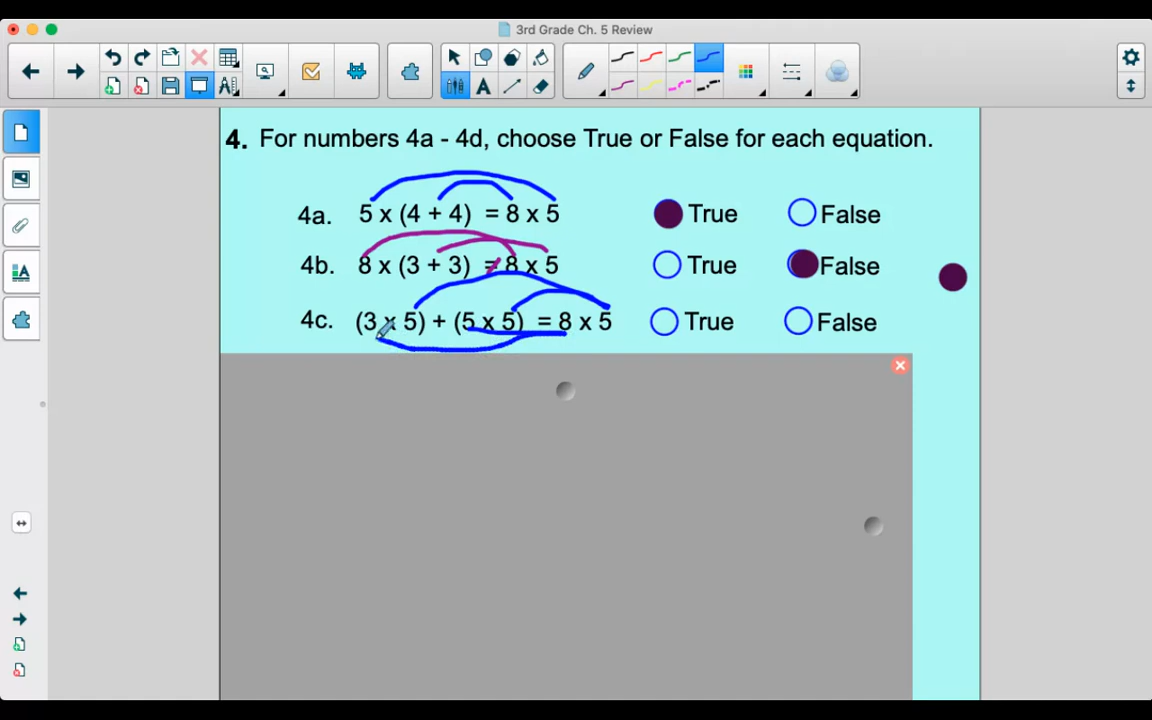 3rd Grade Ch. 5 Review
4. For numbers 4a - 4d, choose True or False for each equation.
4a. 5 x (4 + 4) = 8 x 5 True False
4b. 8 x (3 + 3) = 8 x 5 True False
4c. (3 x 5) + (5 x 5) = 8 x 5 True False